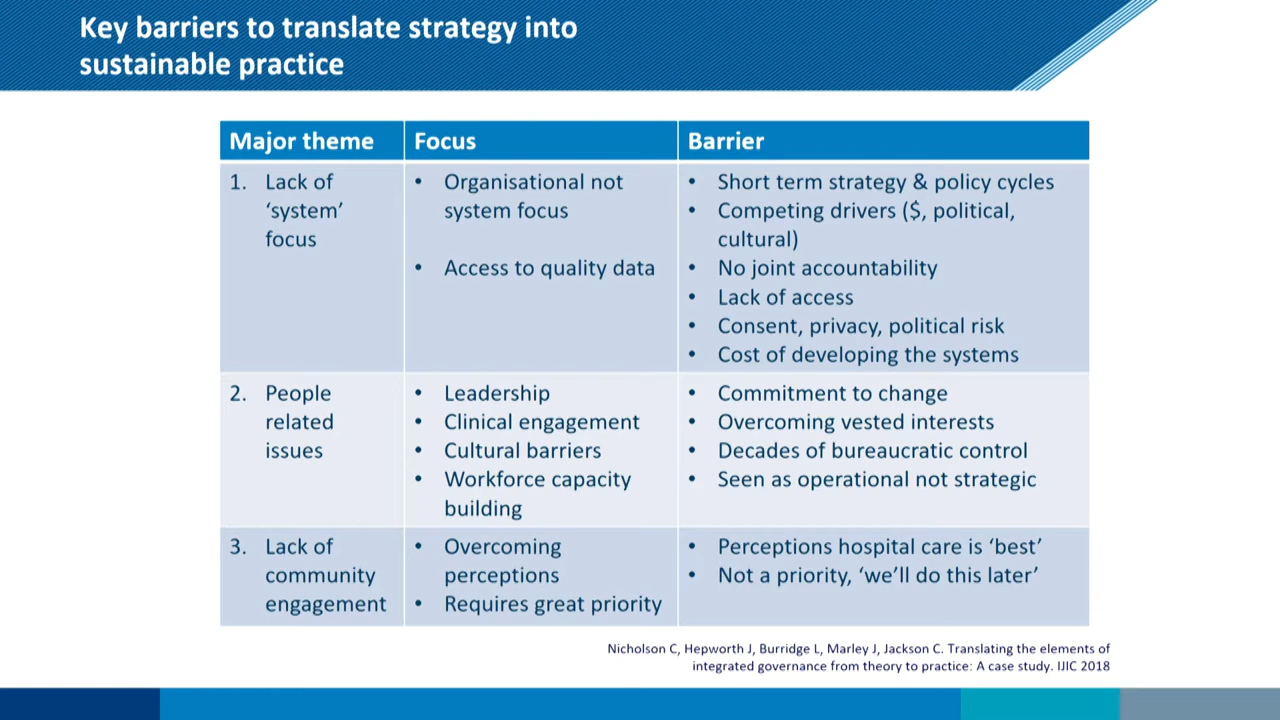 Key barriers to translate strategy into
sustainable practice
Major theme
Focus
Barrier
1. Lack of
‘system’
focus
• Organisational not
system focus
• Access to quality data
• Short term strategy & policy cycles
• Competing drivers ($, political,
cultural)
• No joint accountability
• Lack of access
• Consent, privacy, political risk
• Cost of developing the systems
2. People
related
issues
• Leadership
• Clinical engagement
• Cultural barriers
• Workforce capacity
building
• Commitment to change
• Overcoming vested interests
• Decades of bureaucratic control
• Seen as operational not strategic
3. Lack of
community
engagement
• Overcoming
perceptions
• Requires great priority
• Perceptions hospital care is ‘best’
• Not a priority, ‘we’ll do this later’
Nicholson C, Hepworth J, Burridge L, Marley J, Jackson C. Translating the elements of
integrated governance from theory to practice: A case study. IJIC 2018